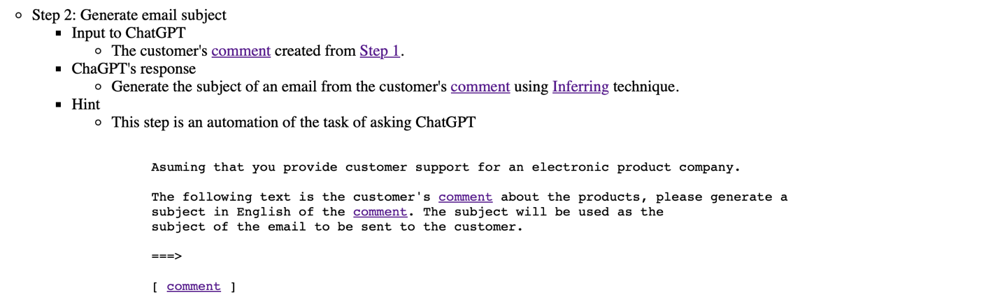 Step 2: Generate email subject
Input to ChatGPT
The customer's comment created from Step 1.
ChaGPT's response
Generate the subject of an email from the customer's comment using Inferring technique.
Hint
This step is an automation of the task of asking ChatGPT
Asuming that you provide customer support for an electronic product company.
The following text is the customer's comment about the products, please generate a
subject in English of the comment. The subject will be used as the
subject of the email to be sent to the customer.
===>
[ comment ]